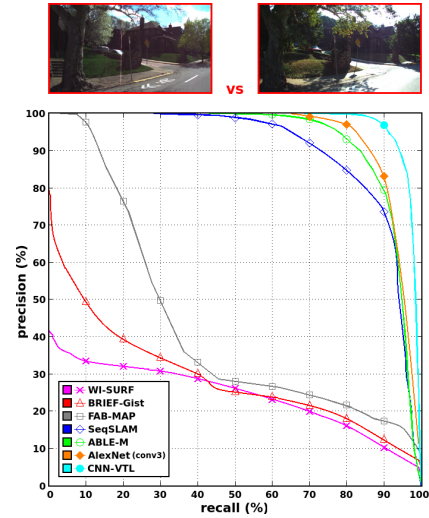 vs
100
90
80
70
60
50
40
30
20
10
0
precision (%)
WI-SURF
BRIEF-Gist
FAB-MAP
SeqSLAM
ABLE-M
AlexNet (conv3)
CNN-VTL
0 10 20 30 40 50 60 70 80 90 100
recall (%)